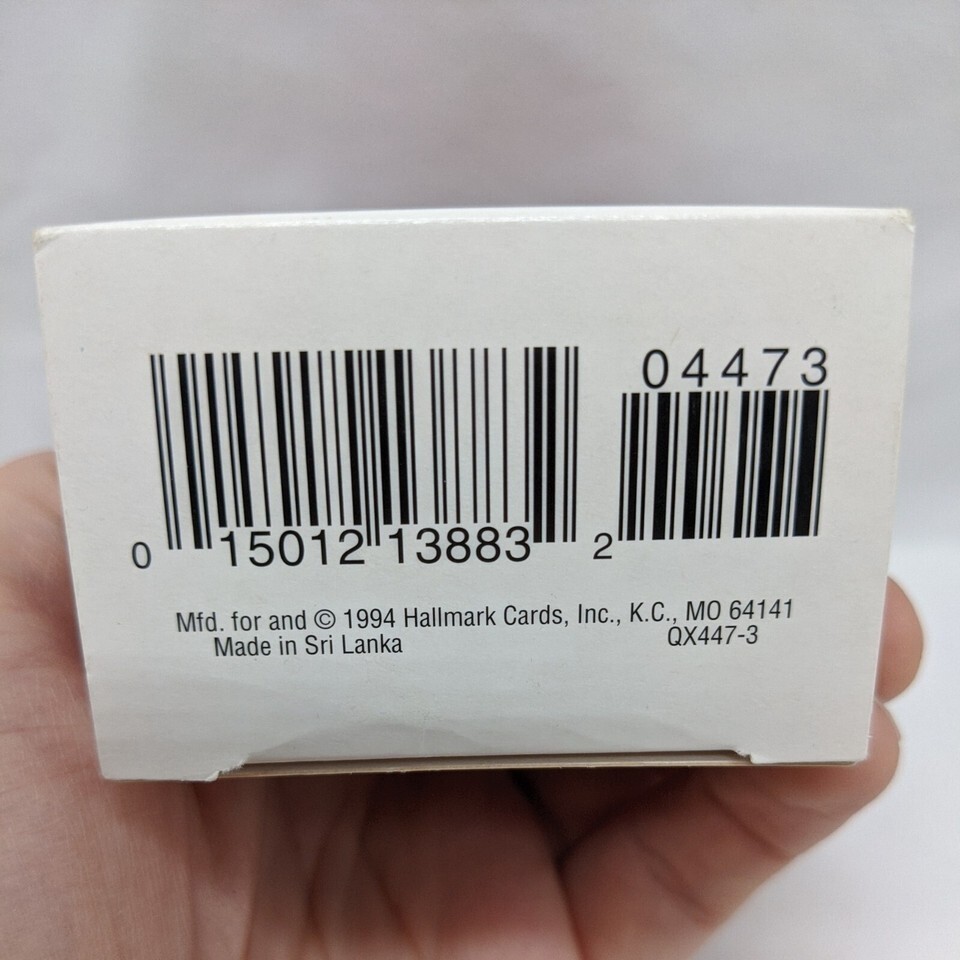 04473
0 15012 13883 2
Mfd. for and © 1994 Hallmark Cards, Inc., K.C., MO 64141
Made in Sri Lanka QX447-3